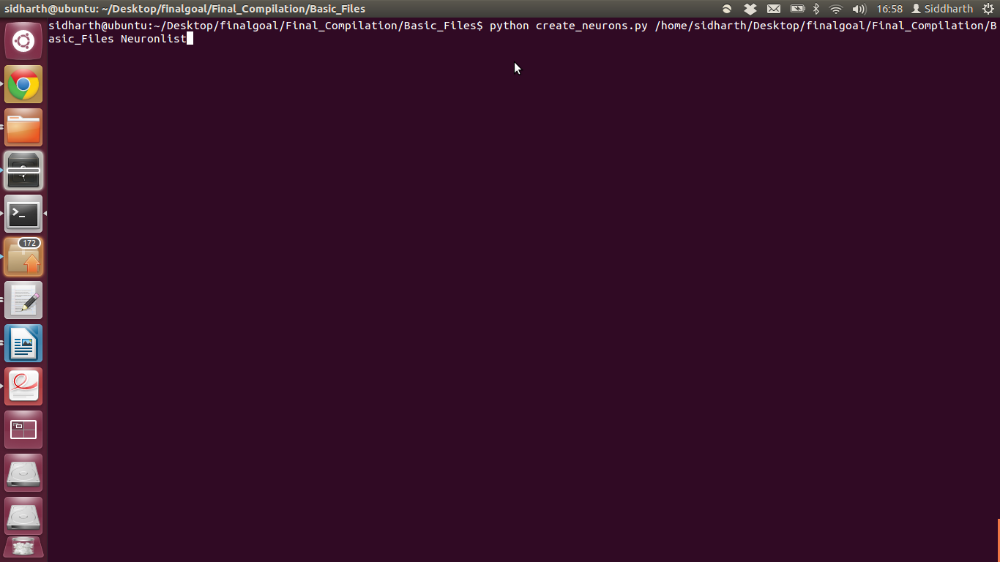 sidharth@ubuntu: ~/Desktop/finalgoal/Final_Compilation/Basic_Files
16:58
Siddharth
sidharth@ubuntu:~/Desktop/finalgoal/Final_Compilation/Basic_Files$ python create_neurons.py /home/sidharth/Desktop/finalgoal/Final_Compilation/B
asic_Files Neuronlist
172